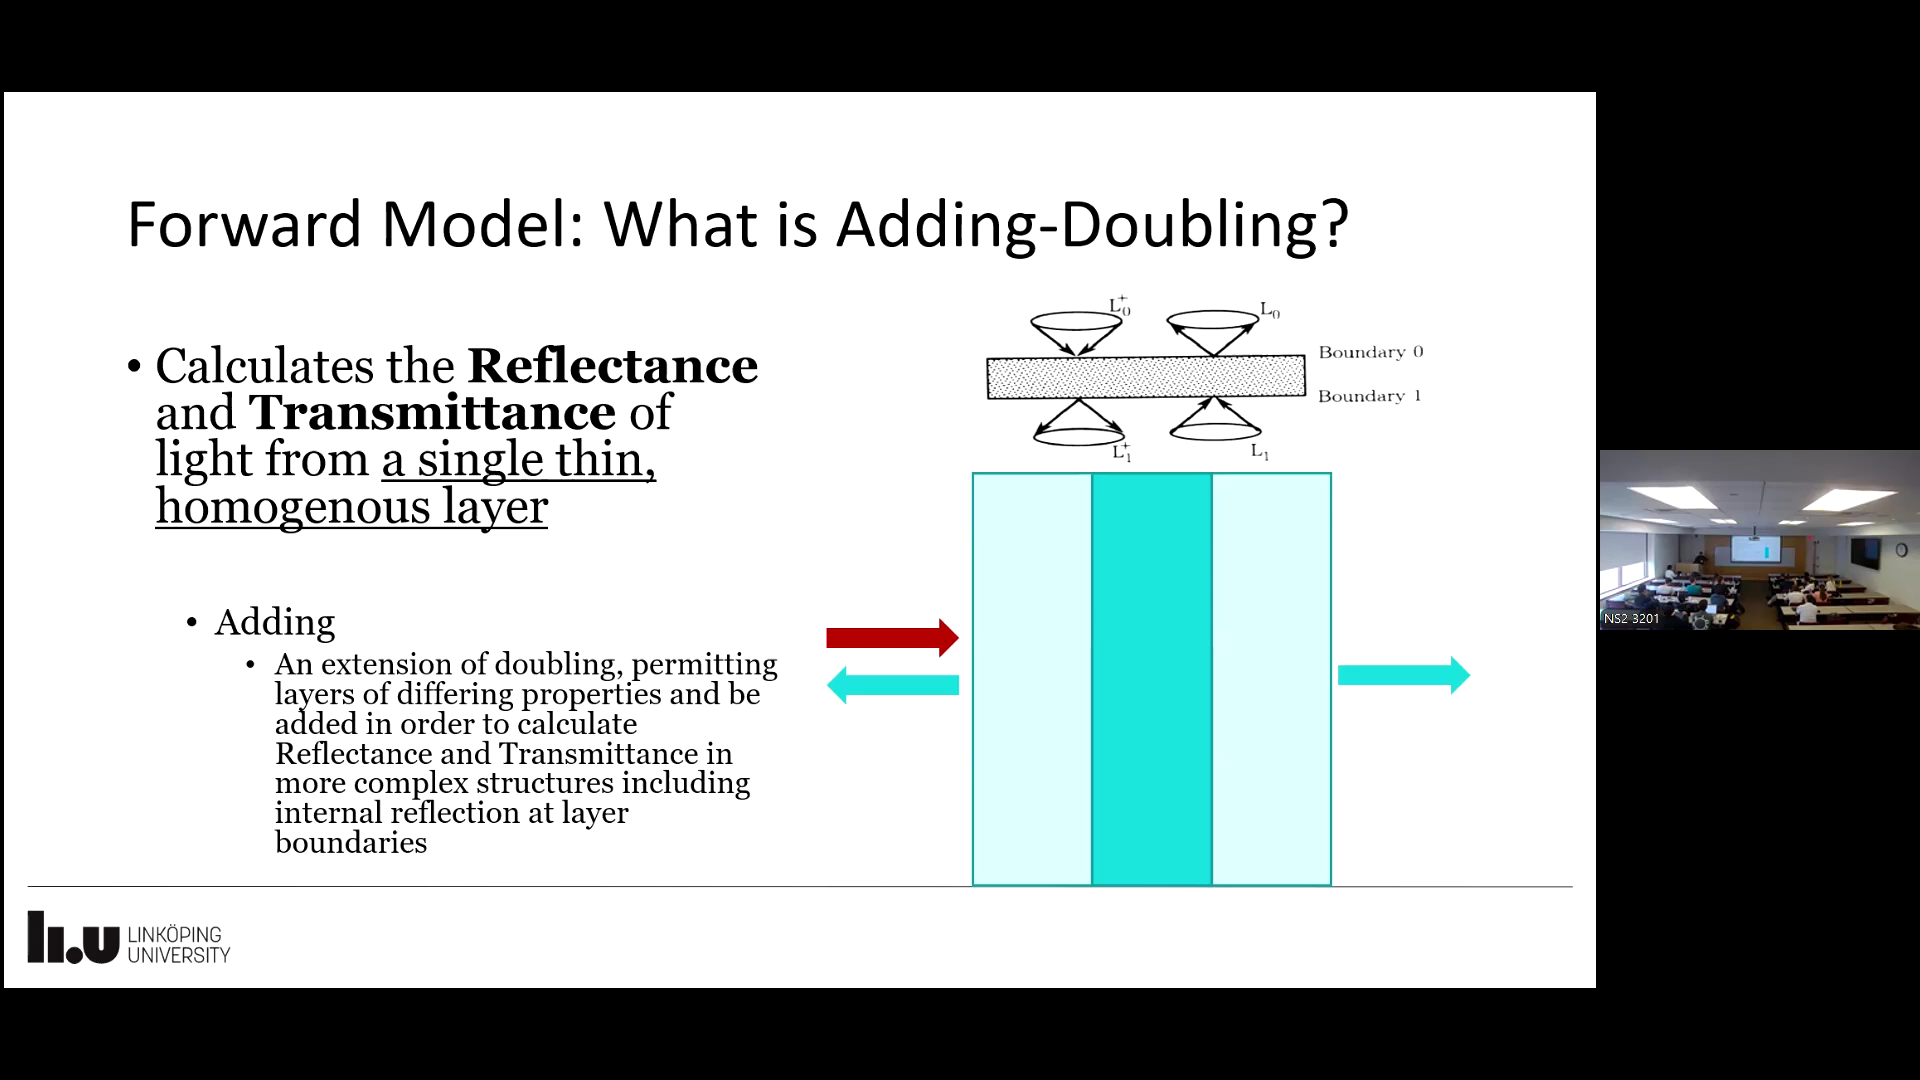 Forward Model: What is Adding-Doubling?
• Calculates the Reflectance
and Transmittance of
light from a single thin,
homogenous layer
• Adding
• An extension of doubling, permitting
layers of differing properties and be
added in order to calculate
Reflectance and Transmittance in
more complex structures including
internal reflection at layer
boundaries
L₀⁺
L₀
Boundary 0
Boundary 1
L₁⁺
L₁
li.u LINKÖPING
UNIVERSITY
NS2 3201